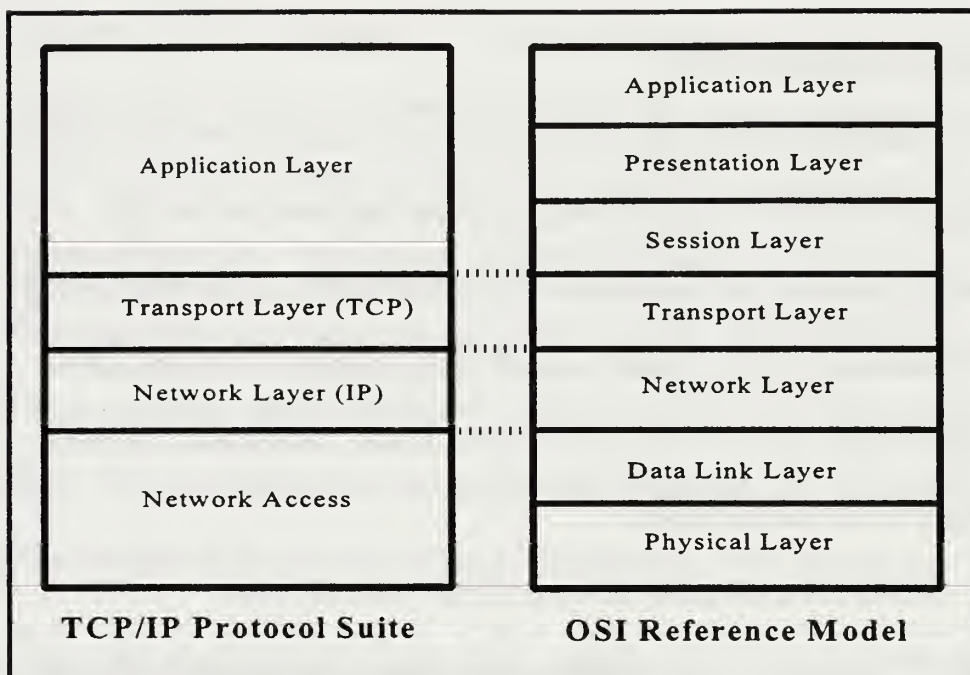 Application Layer
Transport Layer (TCP)
Network Layer (IP)
Network Access
TCP/IP Protocol Suite
Application Layer
Presentation Layer
Session Layer
Transport Layer
Network Layer
Data Link Layer
Physical Layer
OSI Reference Model